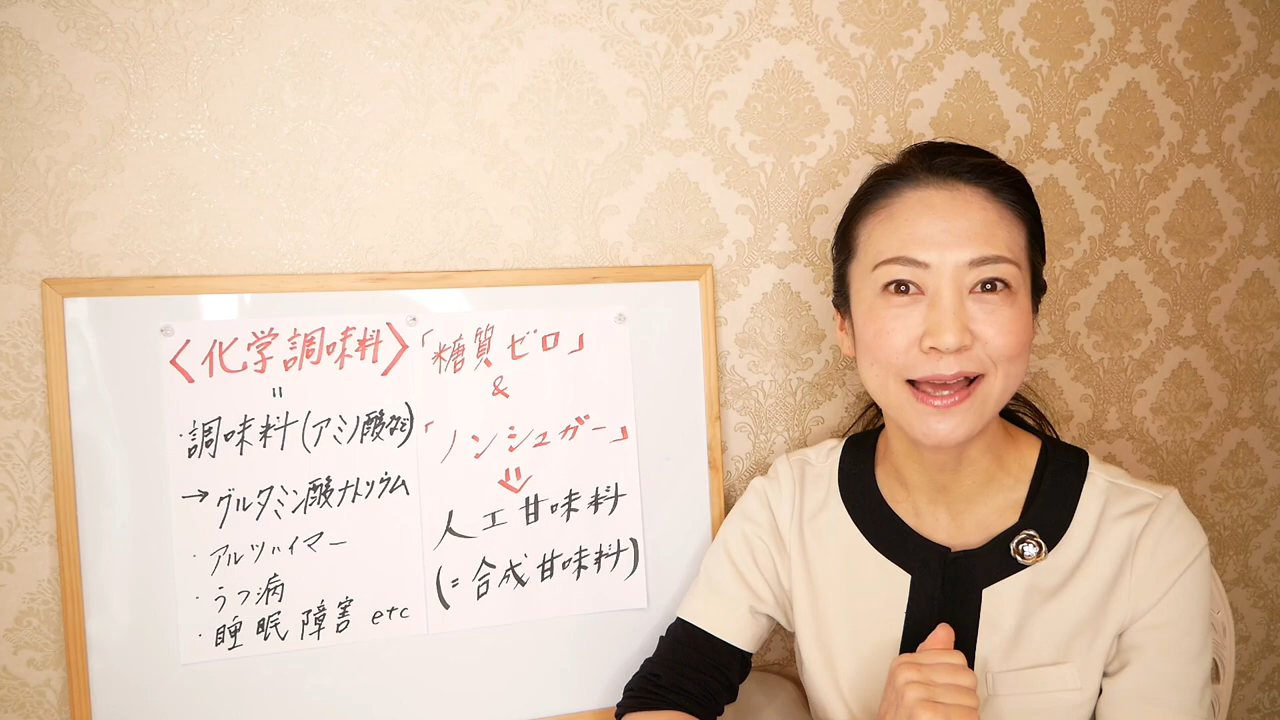 〈化学調味料〉
〃
・調味料(アミノ酸など)
→グルタミン酸ナトリウム
・アルツハイマー
・うつ病
・睡眠障害 etc
「糖質ゼロ」
&
「ノンシュガー」
⇓
人工甘味料
(=合成甘味料)